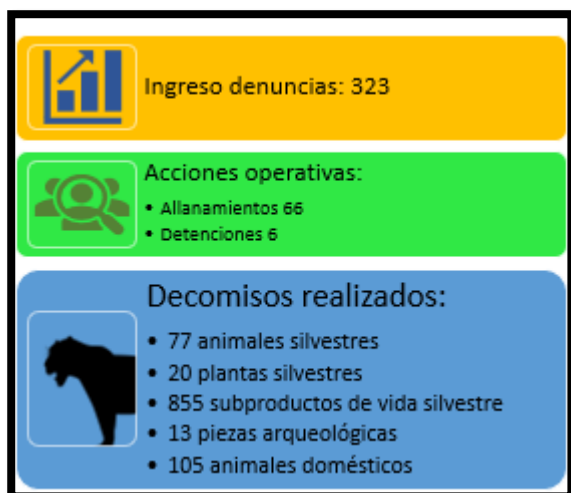 Ingreso denuncias: 323
Acciones operativas:
• Allanamientos 66
• Detenciones 6
Decomisos realizados:
• 77 animales silvestres
• 20 plantas silvestres
• 855 subproductos de vida silvestre
• 13 piezas arqueológicas
• 105 animales domésticos